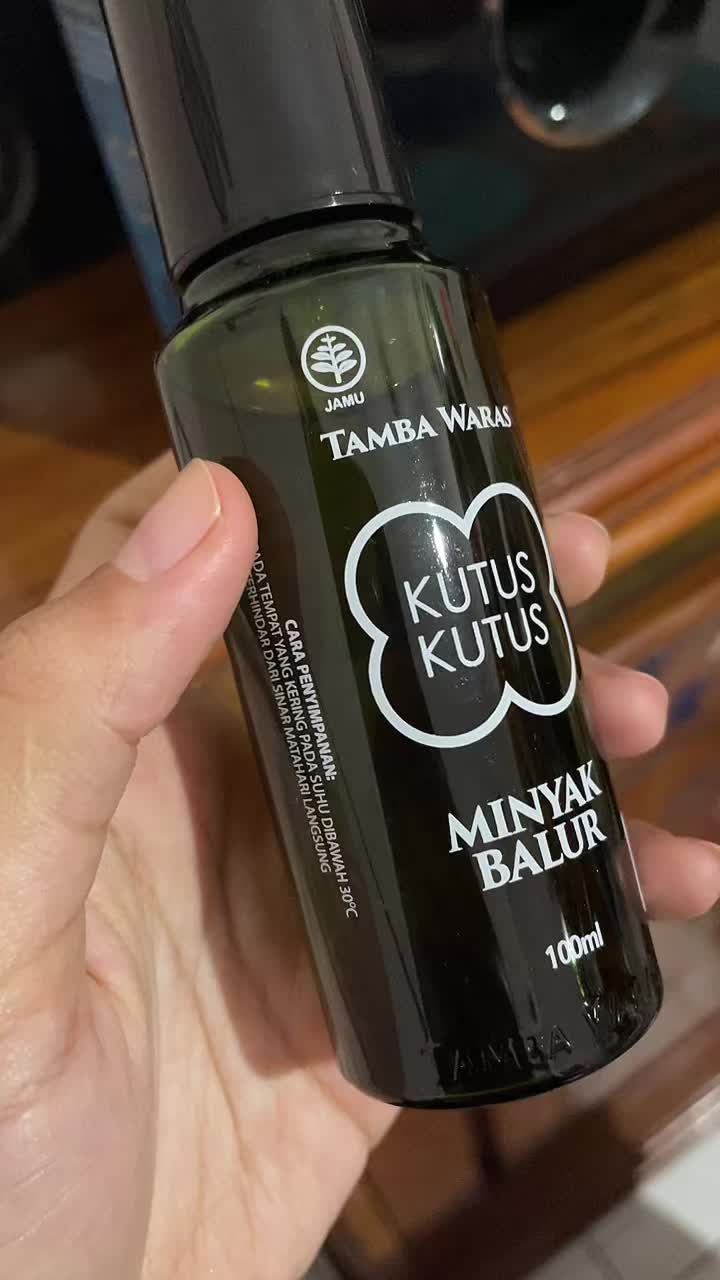 JAMU
TAMBA WARAS
KUTUS
KUTUS
MINYAK
BALUR
100ml
CARA PENYIMPANAN:
PADA TEMPAT YANG KERING PADA SUHU DIBAWAH 30°C
TERHINDAR DARI SINAR MATAHARI LANGSUNG
TAMBA